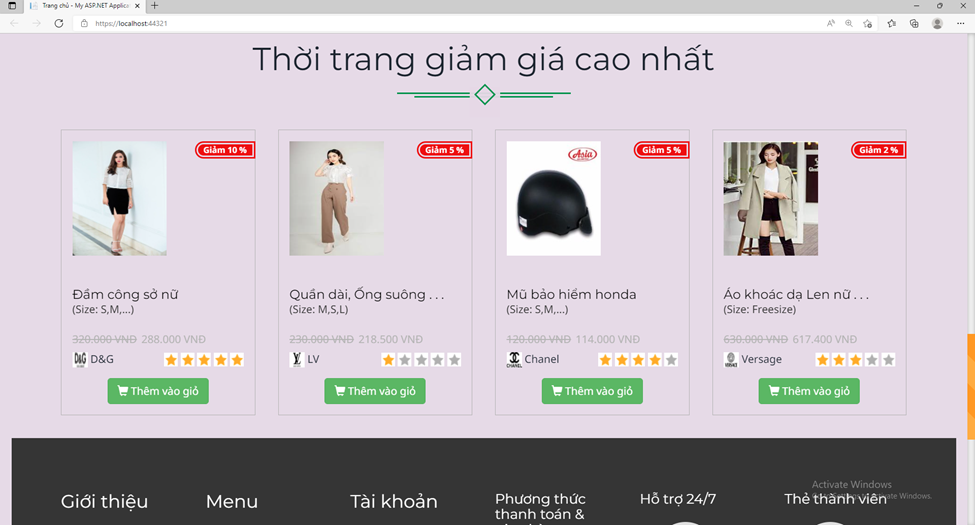 Trang chủ - My ASP.NET Applica
https://localhost:44321
Thời trang giảm giá cao nhất
Giảm 10 %
Giảm 5 %
Asia
Giảm 5 %
Giảm 2 %
Đầm công sở nữ
(Size: S,M,...)
Quần dài, Ống suông . . .
(Size: M,S,L)
Mũ bảo hiểm honda
(Size: S,M,...)
Áo khoác dạ Len nữ . . .
(Size: Freesize)
320.000 VNĐ 288.000 VNĐ
230.000 VNĐ 218.500 VNĐ
120.000 VNĐ 114.000 VNĐ
630.000 VNĐ 617.400 VNĐ
D&G D&G
LV
CHANEL Chanel
Versage
Thêm vào giỏ
Thêm vào giỏ
Thêm vào giỏ
Thêm vào giỏ
Giới thiệu
Menu
Tài khoản
Phương thức
thanh toán &
Hỗ trợ 24/7
Thẻ thành viên
Activate Windows
Windows.